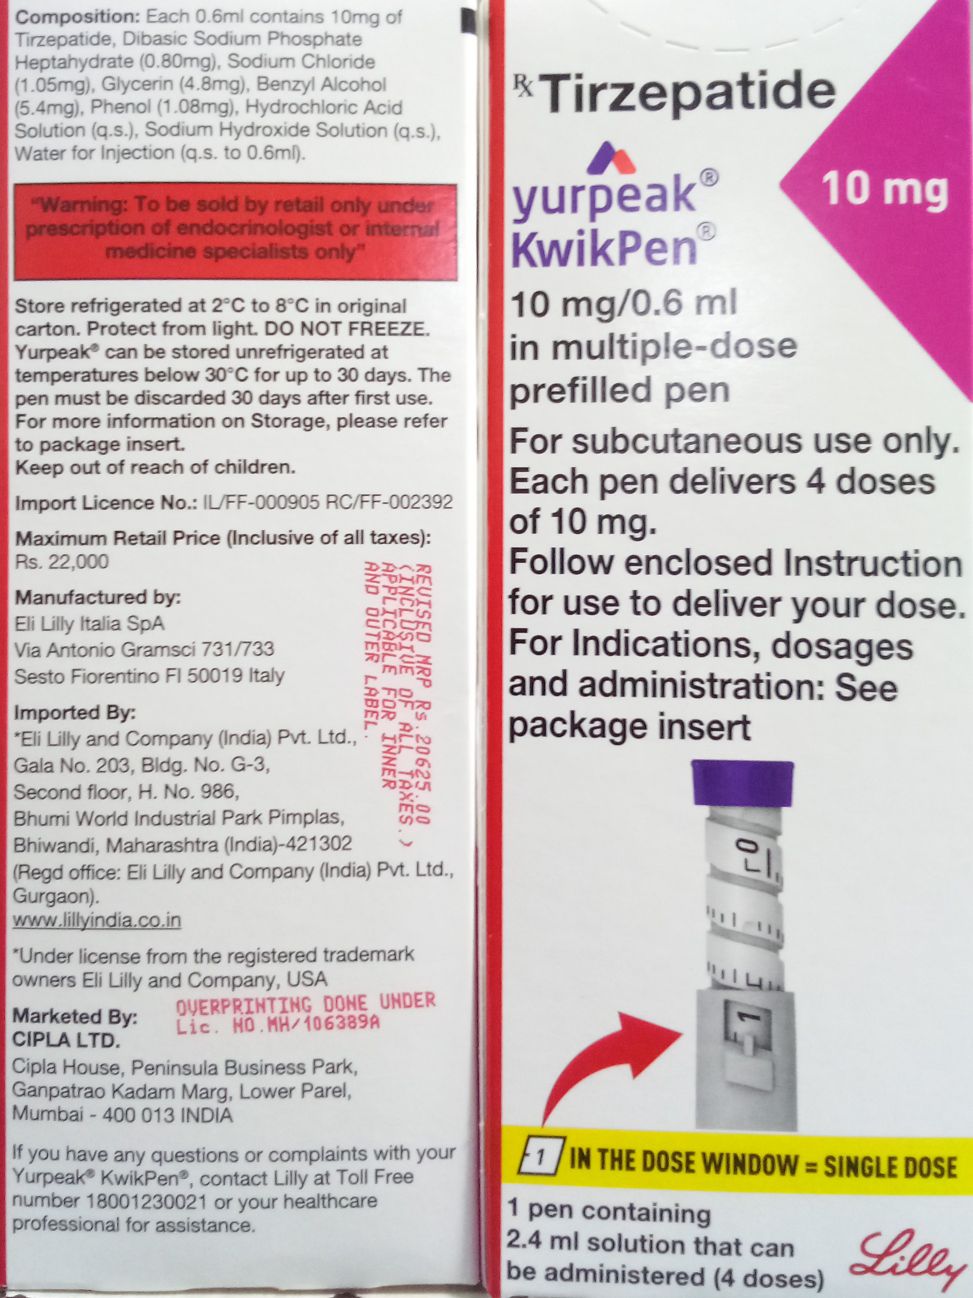 Composition: Each 0.6ml contains 10mg of
Tirzepatide, Dibasic Sodium Phosphate
Heptahydrate (0.80mg), Sodium Chloride
(1.05mg), Glycerin (4.8mg), Benzyl Alcohol
(5.4mg), Phenol (1.08mg), Hydrochloric Acid
Solution (q.s.), Sodium Hydroxide Solution (q.s.),
Water for Injection (q.s. to 0.6ml).
"Warning: To be sold by retail only under
prescription of endocrinologist or internal
medicine specialists only"
Store refrigerated at 2°C to 8°C in original
carton. Protect from light. DO NOT FREEZE.
Yurpeak® can be stored unrefrigerated at
temperatures below 30°C for up to 30 days. The
pen must be discarded 30 days after first use.
For more information on Storage, please refer
to package insert.
Keep out of reach of children.
Import Licence No.: IL/FF-000905 RC/FF-002392
Maximum Retail Price (Inclusive of all taxes):
Rs. 22,000
REVISED MRP Rs.20625.00
(INCLUSIVE OF ALL TAXES.)
APPLICABLE FOR INNER
AND OUTER LABEL.
Manufactured by:
Eli Lilly Italia SpA
Via Antonio Gramsci 731/733
Sesto Fiorentino FI 50019 Italy
Imported By:
*Eli Lilly and Company (India) Pvt. Ltd.,
Gala No. 203, Bldg. No. G-3,
Second floor, H. No. 986,
Bhumi World Industrial Park Pimplas,
Bhiwandi, Maharashtra (India)-421302
(Regd office: Eli Lilly and Company (India) Pvt. Ltd.,
Gurgaon).
www.lillyindia.co.in
*Under license from the registered trademark
owners Eli Lilly and Company, USA
OVERPRINTING DONE UNDER
Lic. NO.MH/106389A
Marketed By:
CIPLA LTD.
Cipla House, Peninsula Business Park,
Ganpatrao Kadam Marg, Lower Parel,
Mumbai - 400 013 INDIA
If you have any questions or complaints with your
Yurpeak® KwikPen®, contact Lilly at Toll Free
number 18001230021 or your healthcare
professional for assistance.
℞ Tirzepatide
yurpeak®
KwikPen®
10 mg
10 mg/0.6 ml
in multiple-dose
prefilled pen
For subcutaneous use only.
Each pen delivers 4 doses
of 10 mg.
Follow enclosed Instruction
for use to deliver your dose.
For Indications, dosages
and administration: See
package insert
0
1
1 IN THE DOSE WINDOW = SINGLE DOSE
1 pen containing
2.4 ml solution that can
be administered (4 doses)
Lilly